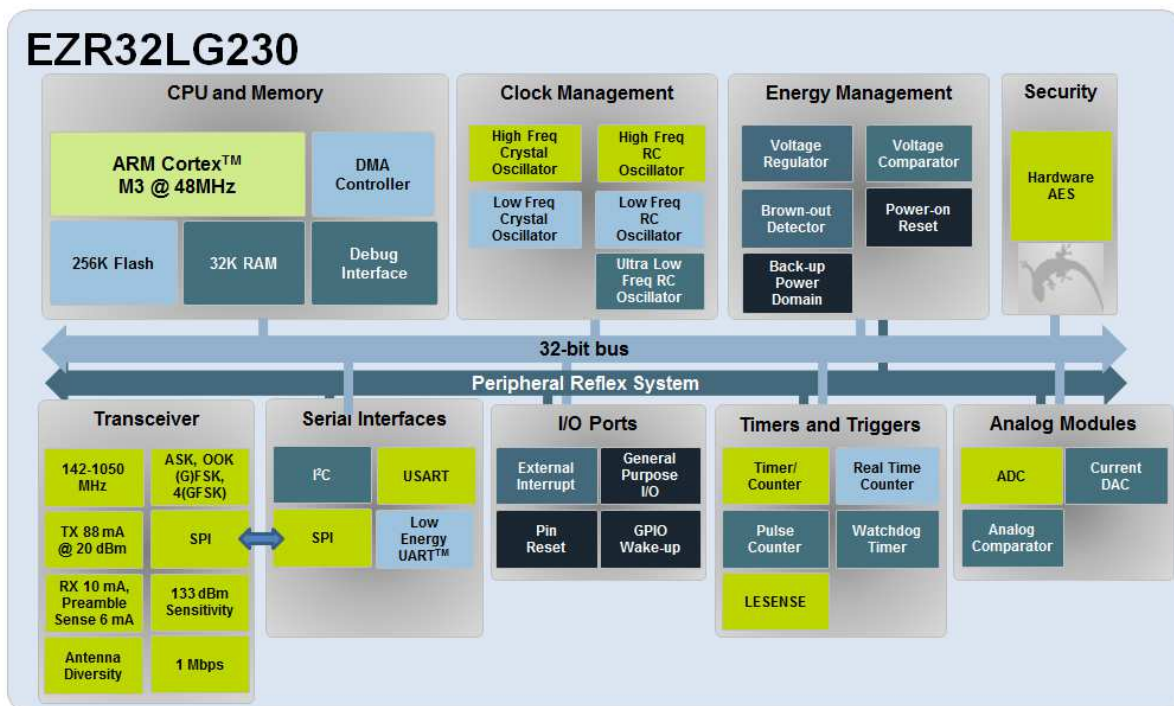 EZR32LG230
CPU and Memory
ARM Cortex™
M3 @ 48MHz
DMA
Controller
256K Flash
32K RAM
Debug
Interface
Clock Management
High Freq
Crystal
Oscillator
High Freq
RC
Oscillator
Low Freq
Crystal
Oscillator
Low Freq
RC
Oscillator
Ultra Low
Freq RC
Oscillator
Energy Management
Voltage
Regulator
Voltage
Comparator
Brown-out
Detector
Power-on
Reset
Back-up
Power
Domain
Security
Hardware
AES
32-bit bus
Peripheral Reflex System
Transceiver
142-1050
MHz
ASK, OOK
(G)FSK,
4(GFSK)
TX 88 mA
@ 20 dBm
SPI
RX 10 mA,
Preamble
Sense 6 mA
133 dBm
Sensitivity
Antenna
Diversity
1 Mbps
Serial Interfaces
I²C
USART
SPI
Low
Energy
UART™
I/O Ports
External
Interrupt
General
Purpose
I/O
Pin
Reset
GPIO
Wake-up
Timers and Triggers
Timer/
Counter
Real Time
Counter
Pulse
Counter
Watchdog
Timer
LESENSE
Analog Modules
ADC
Current
DAC
Analog
Comparator